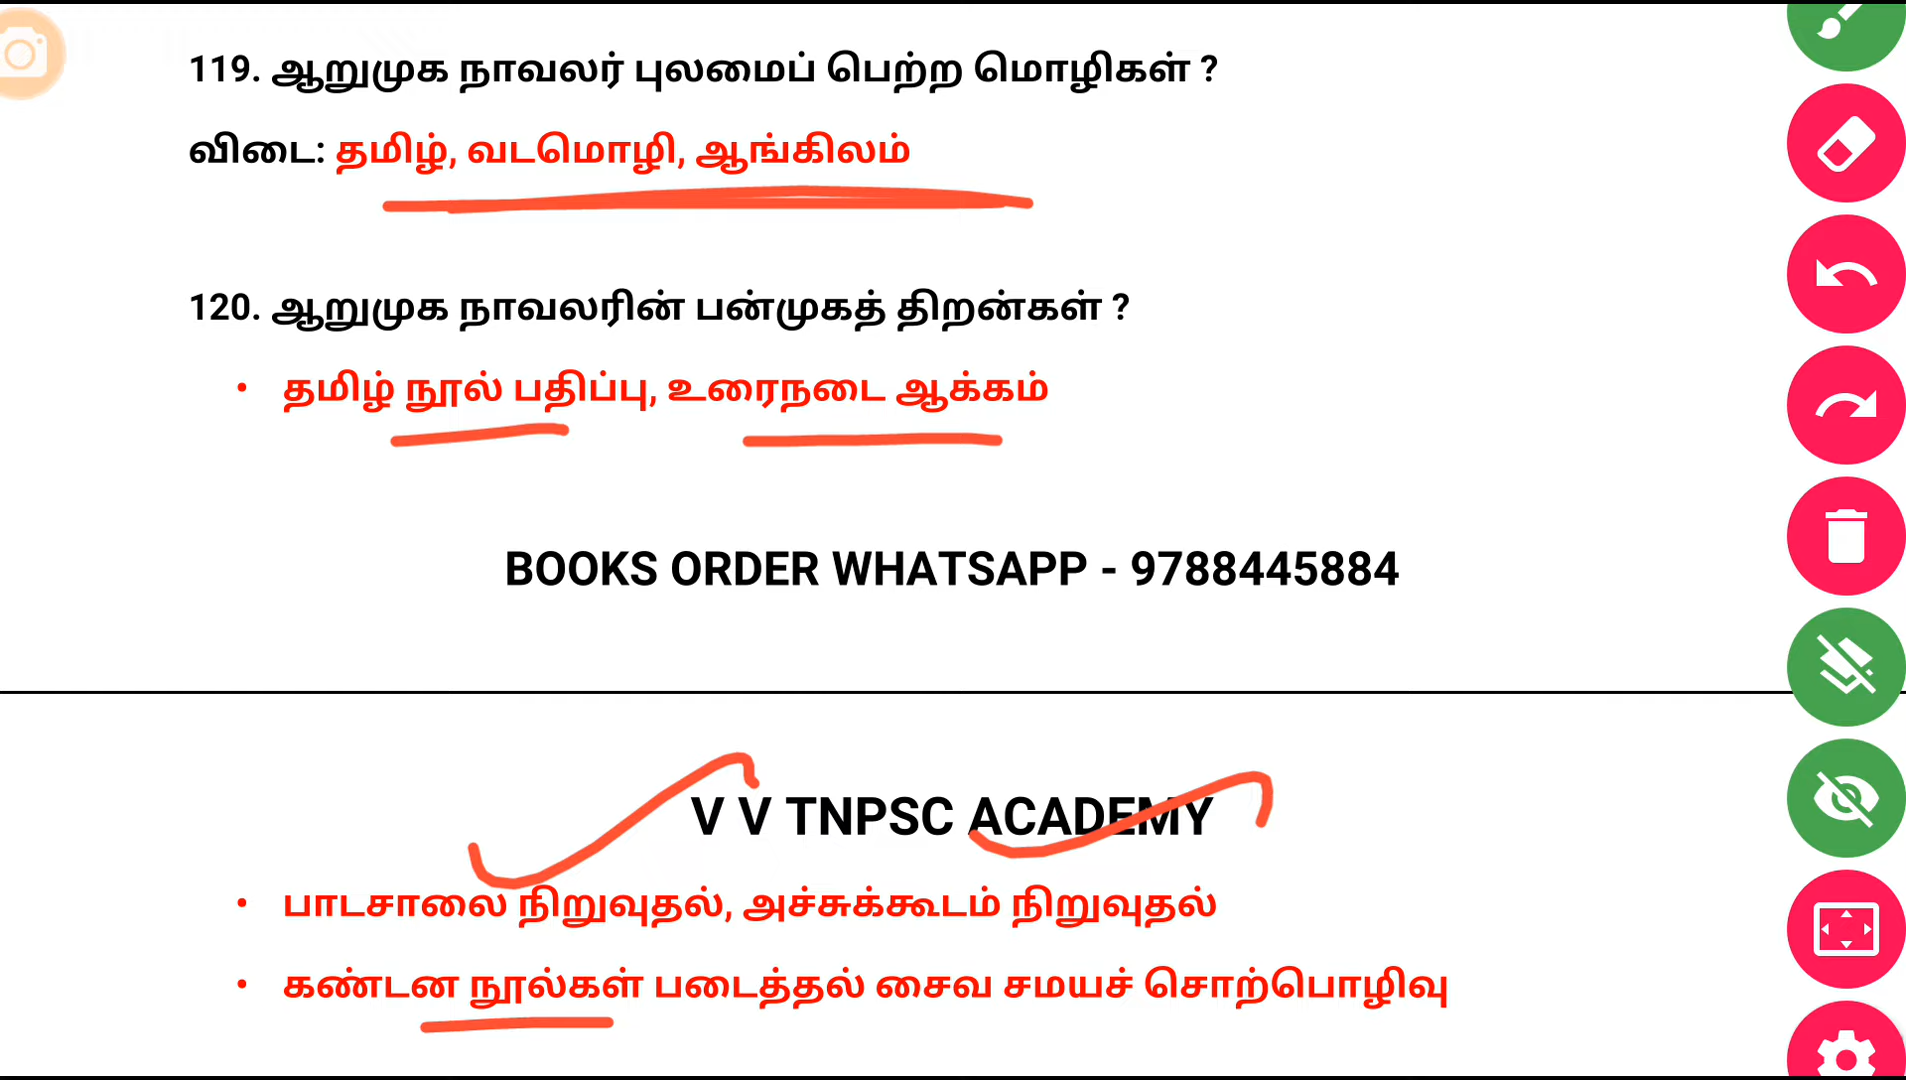 119. ஆறுமுக நாவலர் புலமைப் பெற்ற மொழிகள் ?
விடை: தமிழ், வடமொழி, ஆங்கிலம்
120. ஆறுமுக நாவலரின் பன்முகத் திறன்கள் ?
• தமிழ் நூல் பதிப்பு, உரைநடை ஆக்கம்
BOOKS ORDER WHATSAPP - 9788445884
V V TNPSC ACADEMY
• பாடசாலை நிறுவுதல், அச்சுக்கூடம் நிறுவுதல்
• கண்டன நூல்கள் படைத்தல் சைவ சமயச் சொற்பொழிவு